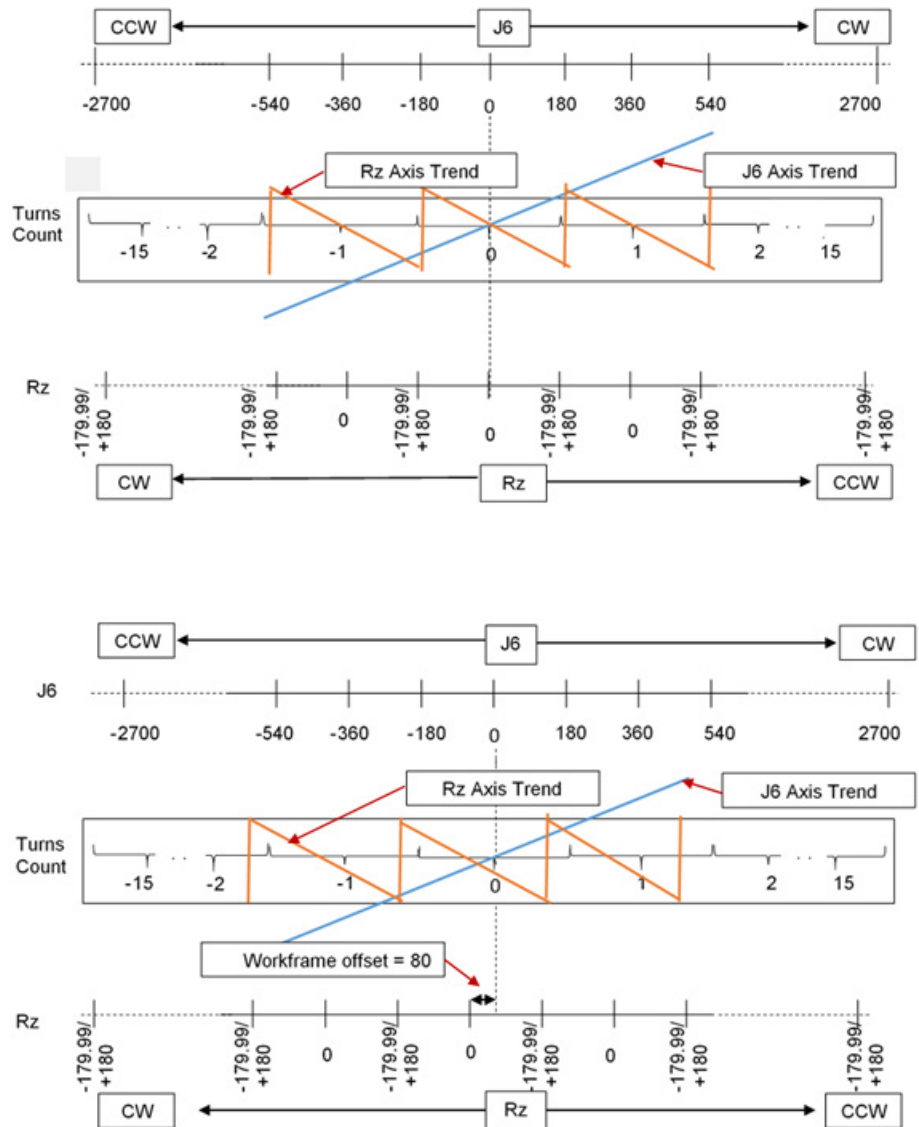 CCW J6 CW
-2700 -540 -360 -180 0 180 360 540 2700
Rz Axis Trend J6 Axis Trend
Turns
Count
-15 . . -2 -1 0 1 2 . . 15
Rz
-179.99/
+180
-179.99/
+180
0
-179.99/
+180
0
-179.99/
+180
0
-179.99/
+180
-179.99/
+180
CW Rz CCW
CCW J6 CW
J6
-2700 -540 -360 -180 0 180 360 540 2700
Rz Axis Trend J6 Axis Trend
Turns
Count
-15 . . -2 -1 0 1 2 . . 15
Workframe offset = 80
Rz
-179.99/
+180
-179.99/
+180
0
-179.99/
+180
0
-179.99/
+180
0
-179.99/
+180
-179.99/
+180
CW Rz CCW